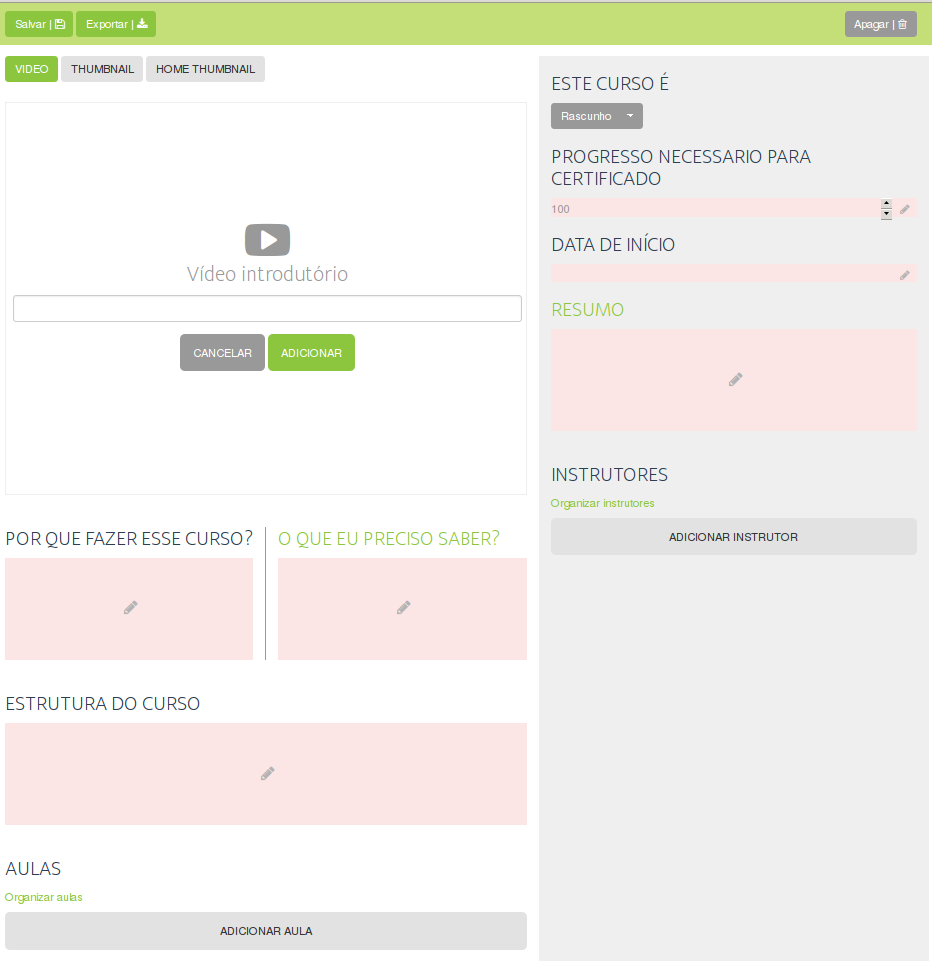 Salvar |
Exportar |
Apagar |
VIDEO
THUMBNAIL
HOME THUMBNAIL
Vídeo introdutório
CANCELAR
ADICIONAR
POR QUE FAZER ESSE CURSO?
O QUE EU PRECISO SABER?
ESTRUTURA DO CURSO
AULAS
Organizar aulas
ADICIONAR AULA
ESTE CURSO É
Rascunho
PROGRESSO NECESSARIO PARA
CERTIFICADO
100
DATA DE INÍCIO
RESUMO
INSTRUTORES
Organizar instrutores
ADICIONAR INSTRUTOR